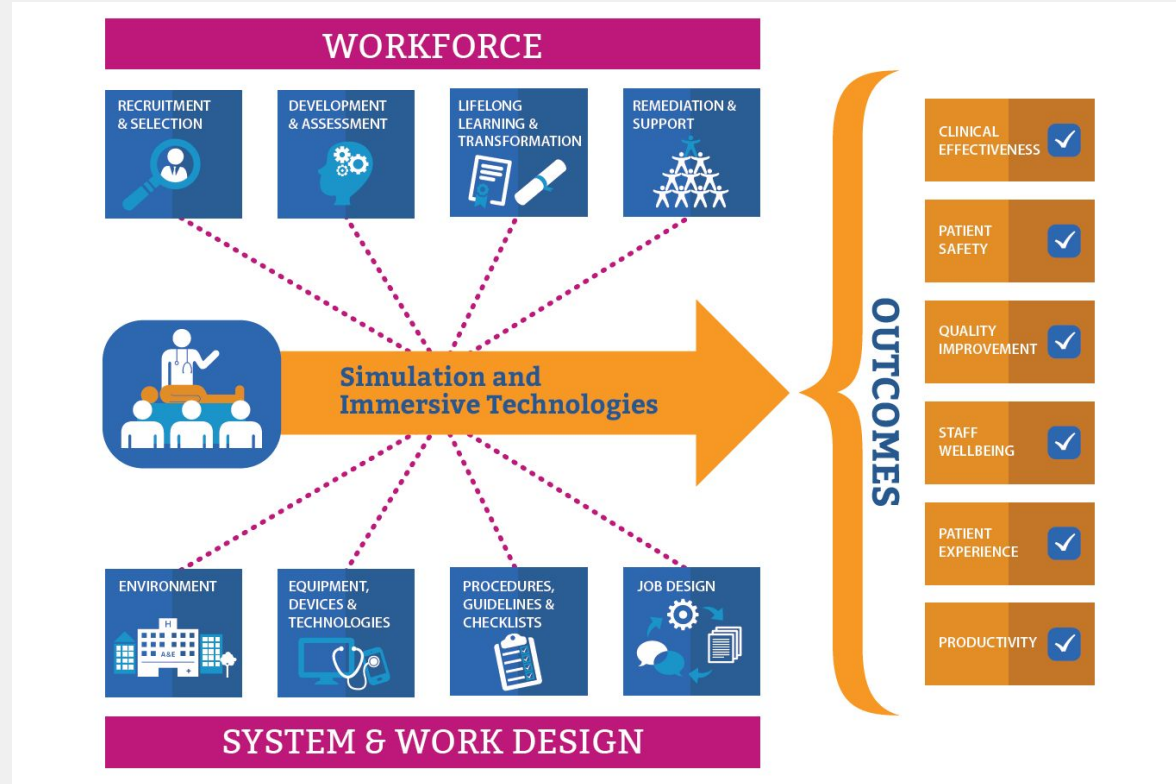 WORKFORCE
RECRUITMENT
& SELECTION
DEVELOPMENT
& ASSESSMENT
LIFELONG
LEARNING &
TRANSFORMATION
REMEDIATION &
SUPPORT
Simulation and
Immersive Technologies
ENVIRONMENT
H
A&E
EQUIPMENT,
DEVICES &
TECHNOLOGIES
PROCEDURES,
GUIDELINES &
CHECKLISTS
JOB DESIGN
SYSTEM & WORK DESIGN
OUTCOMES
CLINICAL
EFFECTIVENESS
PATIENT
SAFETY
QUALITY
IMPROVEMENT
STAFF
WELLBEING
PATIENT
EXPERIENCE
PRODUCTIVITY